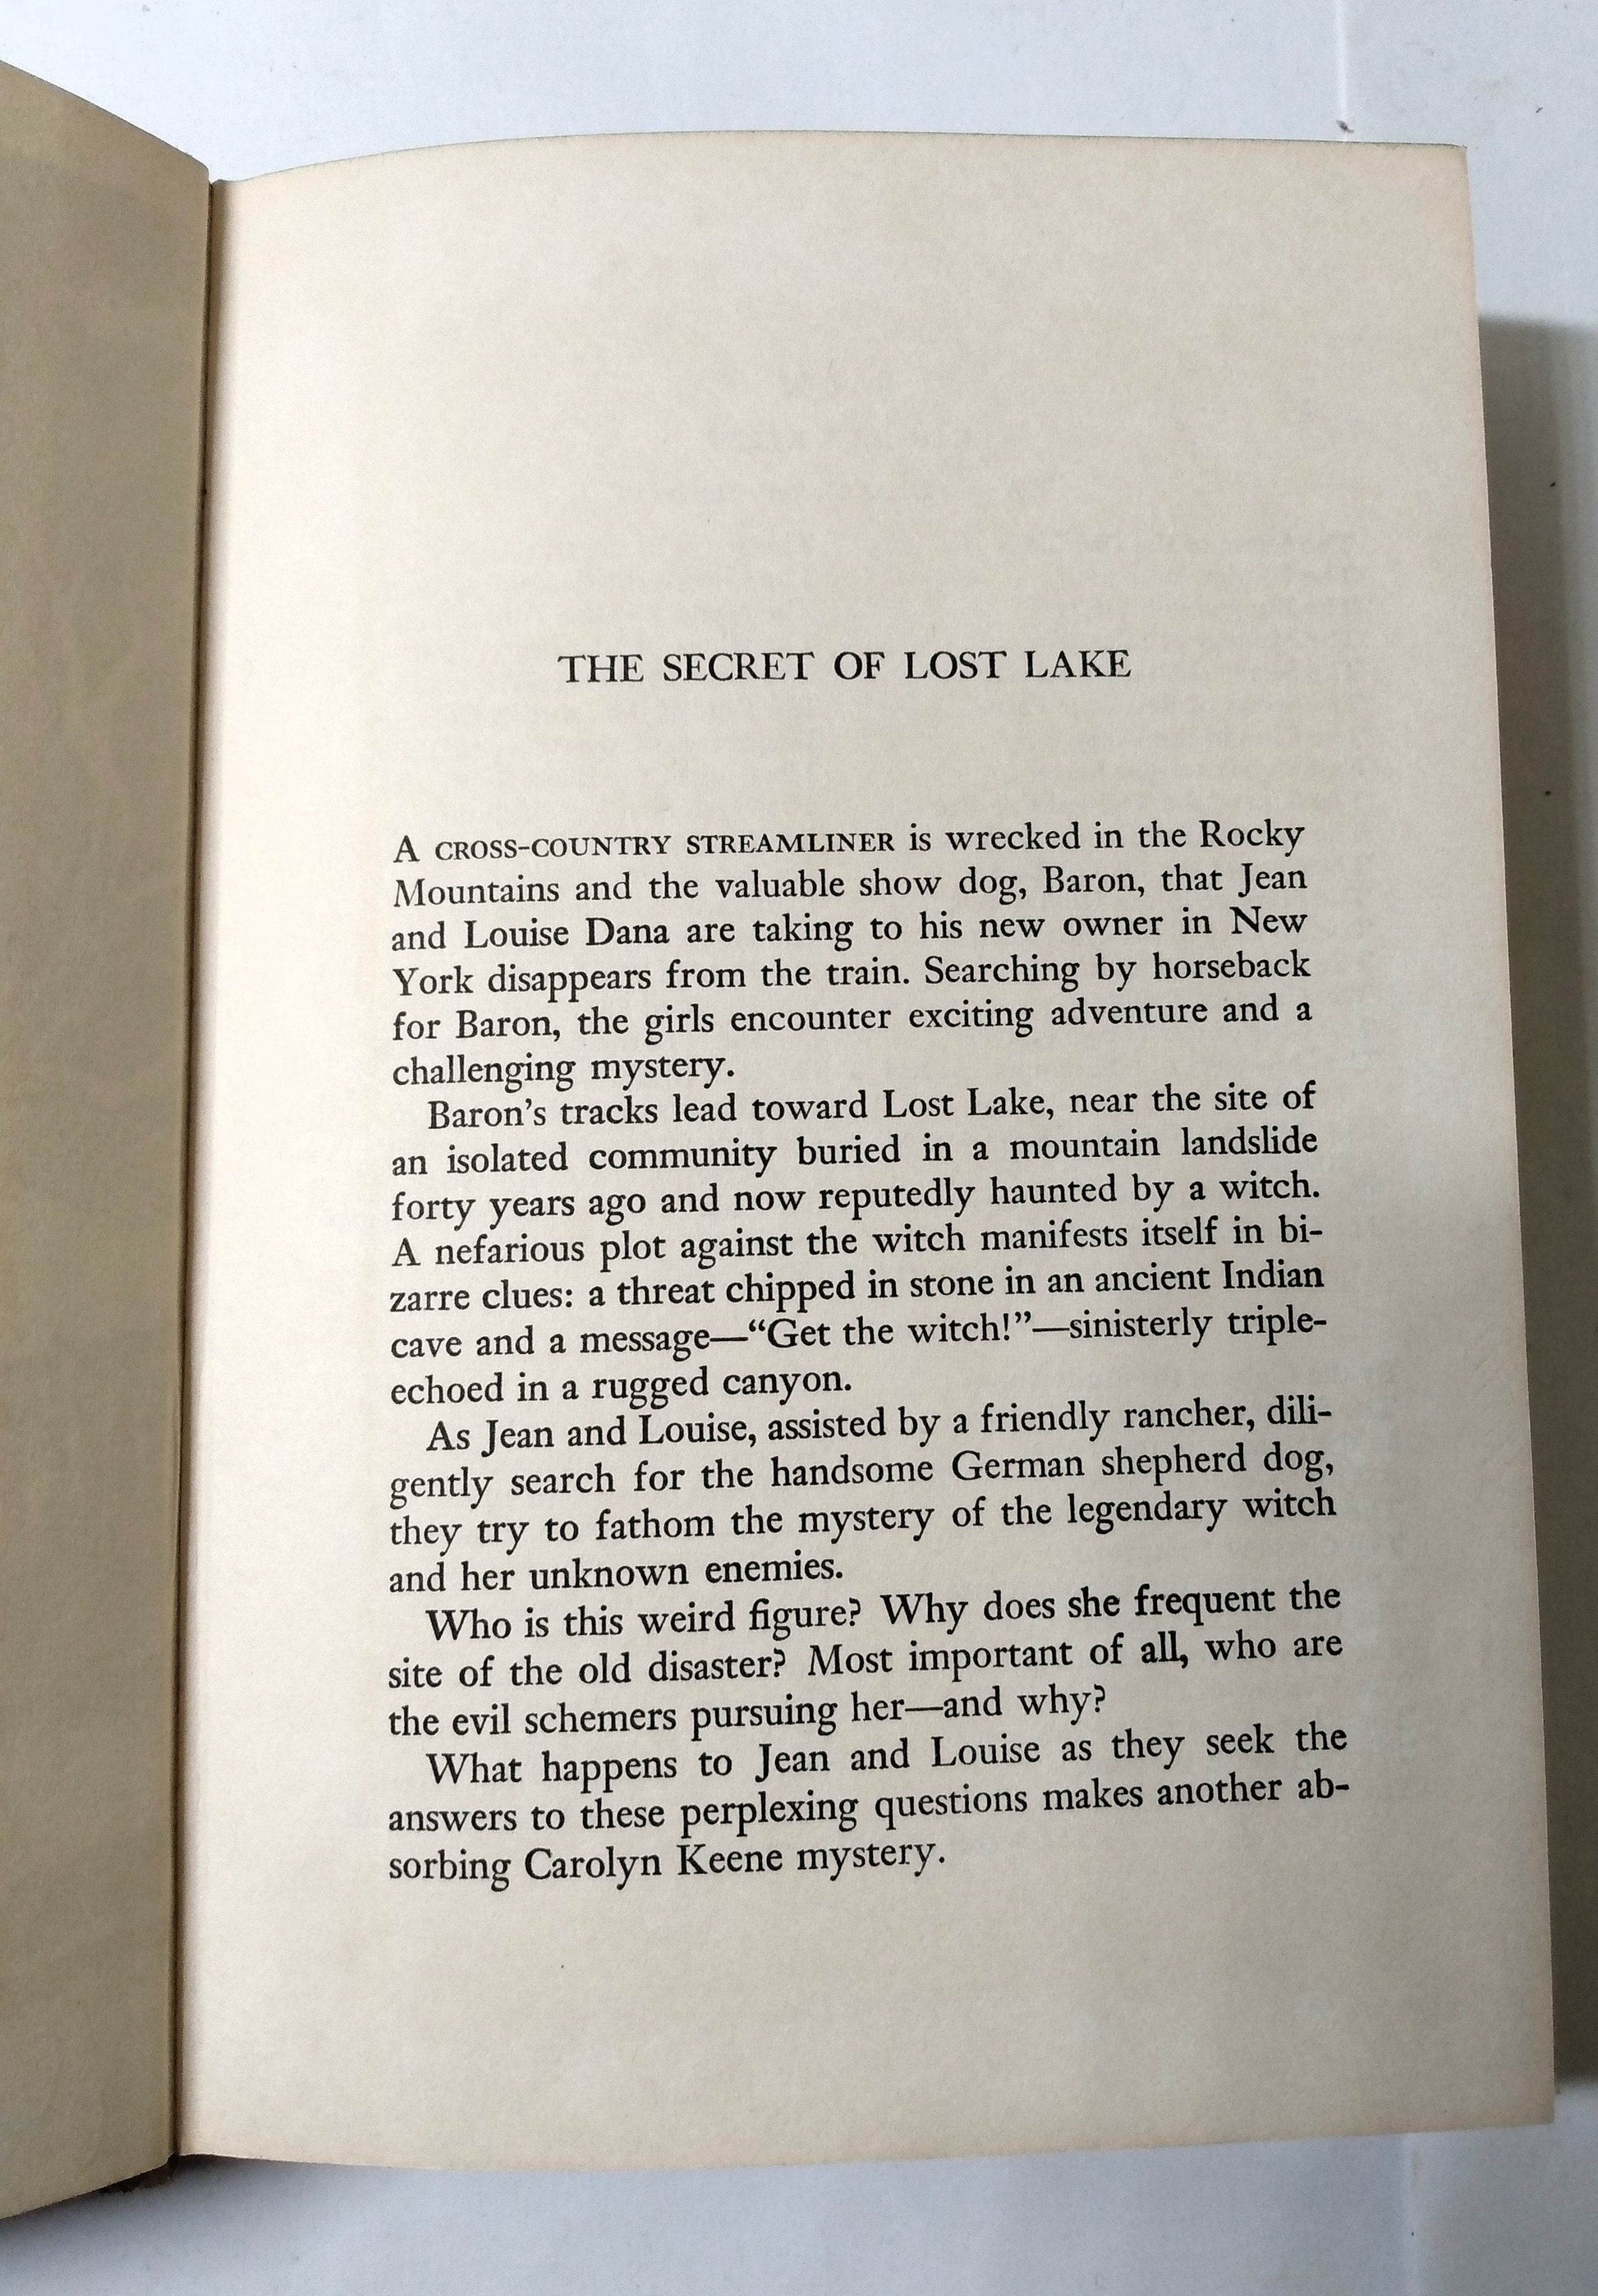 THE SECRET OF LOST LAKE
A CROSS-COUNTRY STREAMLINER is wrecked in the Rocky
Mountains and the valuable show dog, Baron, that Jean
and Louise Dana are taking to his new owner in New
York disappears from the train. Searching by horseback
for Baron, the girls encounter exciting adventure and a
challenging mystery.
Baron's tracks lead toward Lost Lake, near the site of
an isolated community buried in a mountain landslide
forty years ago and now reputedly haunted by a witch.
A nefarious plot against the witch manifests itself in bi-
zarre clues: a threat chipped in stone in an ancient Indian
cave and a message—“Get the witch!”—sinisterly triple-
echoed in a rugged canyon.
As Jean and Louise, assisted by a friendly rancher, dili-
gently search for the handsome German shepherd dog,
they try to fathom the mystery of the legendary witch
and her unknown enemies.
Who is this weird figure? Why does she frequent the
site of the old disaster? Most important of all, who are
the evil schemers pursuing her—and why?
What happens to Jean and Louise as they seek the
answers to these perplexing questions makes another ab-
sorbing Carolyn Keene mystery.